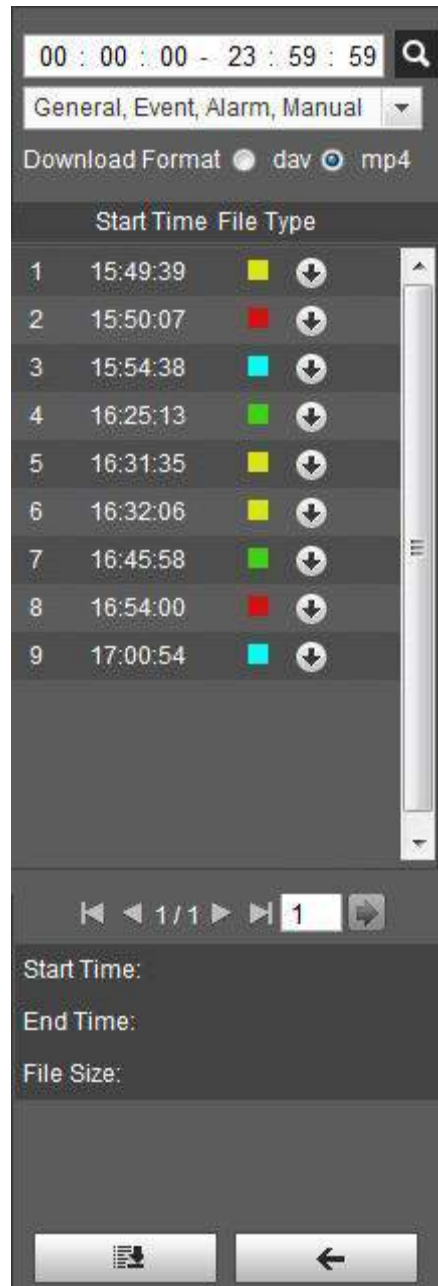 00 : 00 : 00 - 23 : 59 : 59
General, Event, Alarm, Manual
Download Format dav mp4
Start Time File Type
1 15:49:39
2 15:50:07
3 15:54:38
4 16:25:13
5 16:31:35
6 16:32:06
7 16:45:58
8 16:54:00
9 17:00:54
1 / 1 1
Start Time:
End Time:
File Size: